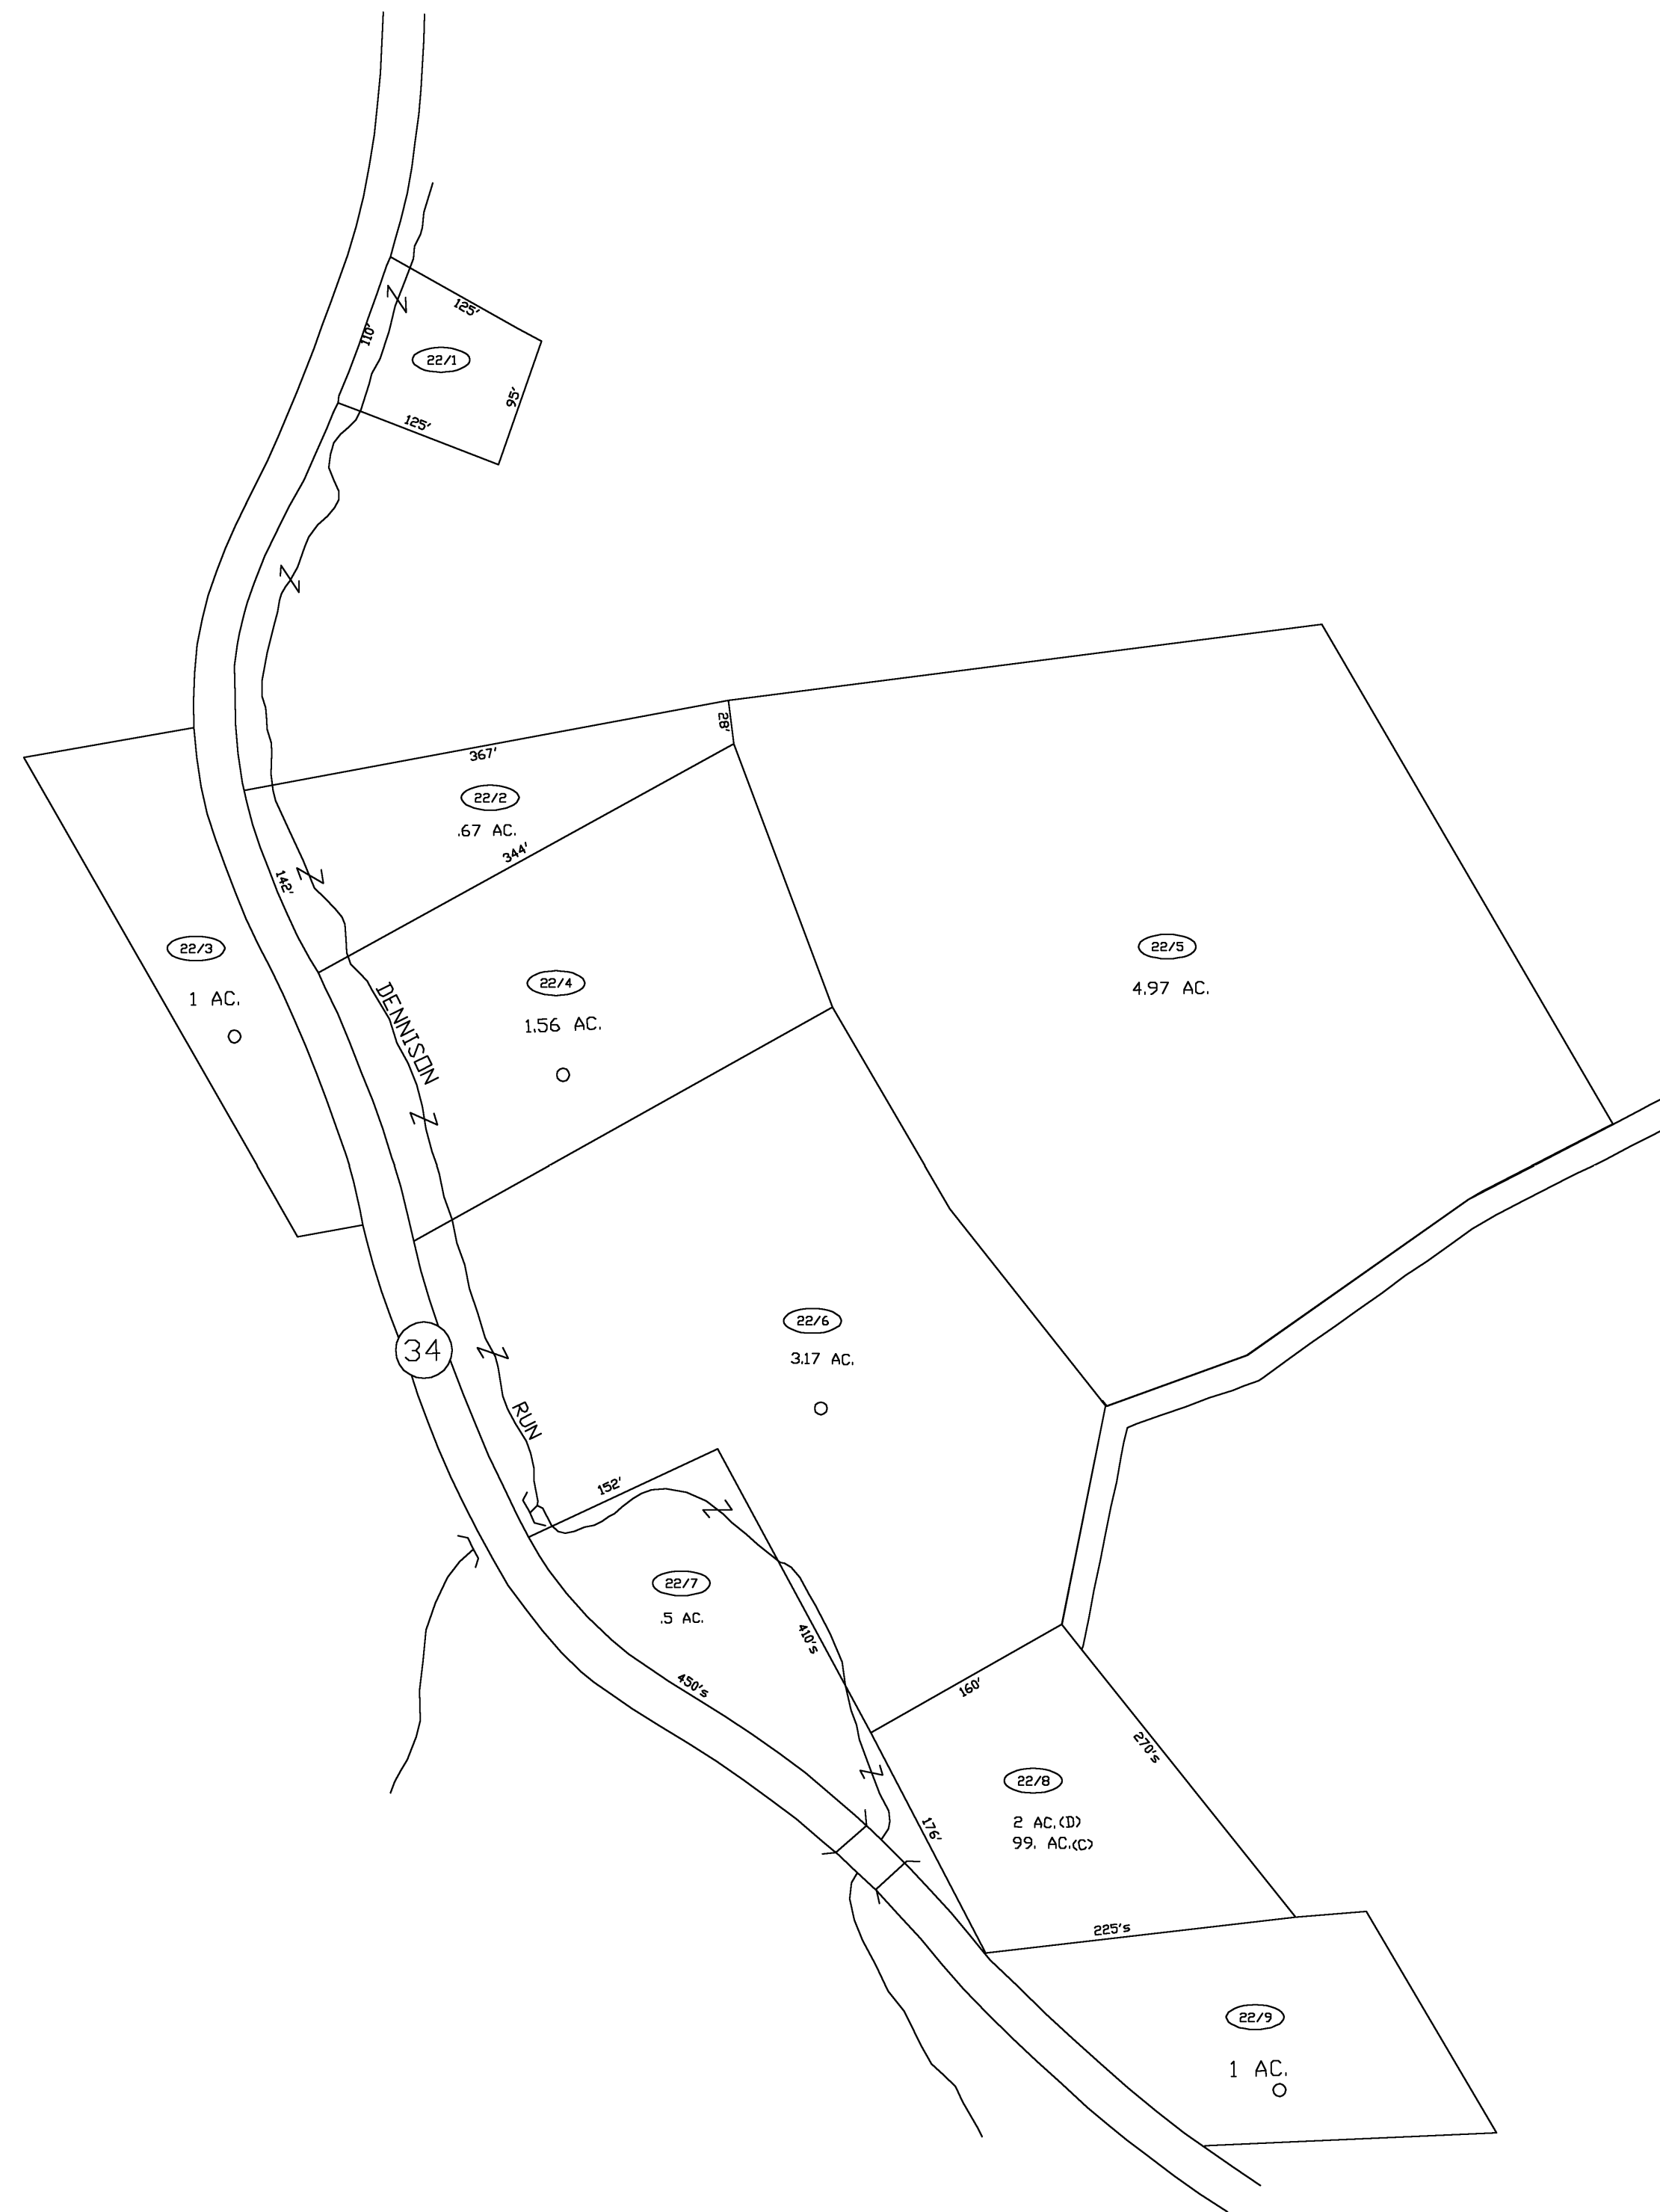 125'
110'
22/1
95'
125'
28'
367'
22/2
.67 AC.
344'
142'
22/3
1 AC.
22/4
1.56 AC.
22/5
4.97 AC.
DENNISON
22/6
3.17 AC.
34
RUN
152'
22/7
.5 AC.
410's
450's
160'
270's
22/8
2 AC.(D)
99. AC.(C)
176'
225's
22/9
1 AC.